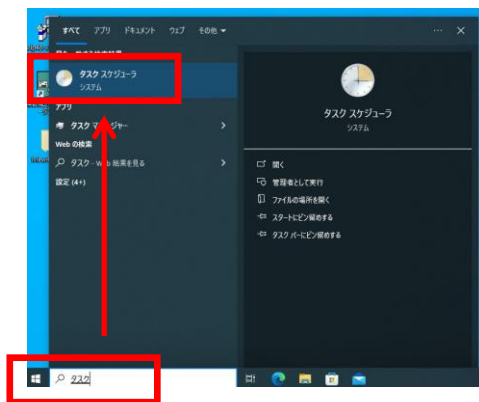 すべて アプリ ドキュメント ウェブ その他
タスク スケジューラ
システム
アプリ
タスク マネージャー
Web の検索
タスク - Web 結果を見る
設定 (4+)
タスク スケジューラ
システム
開く
管理者として実行
ファイルの場所を開く
スタートにピン留めする
タスク バーにピン留めする
タスク